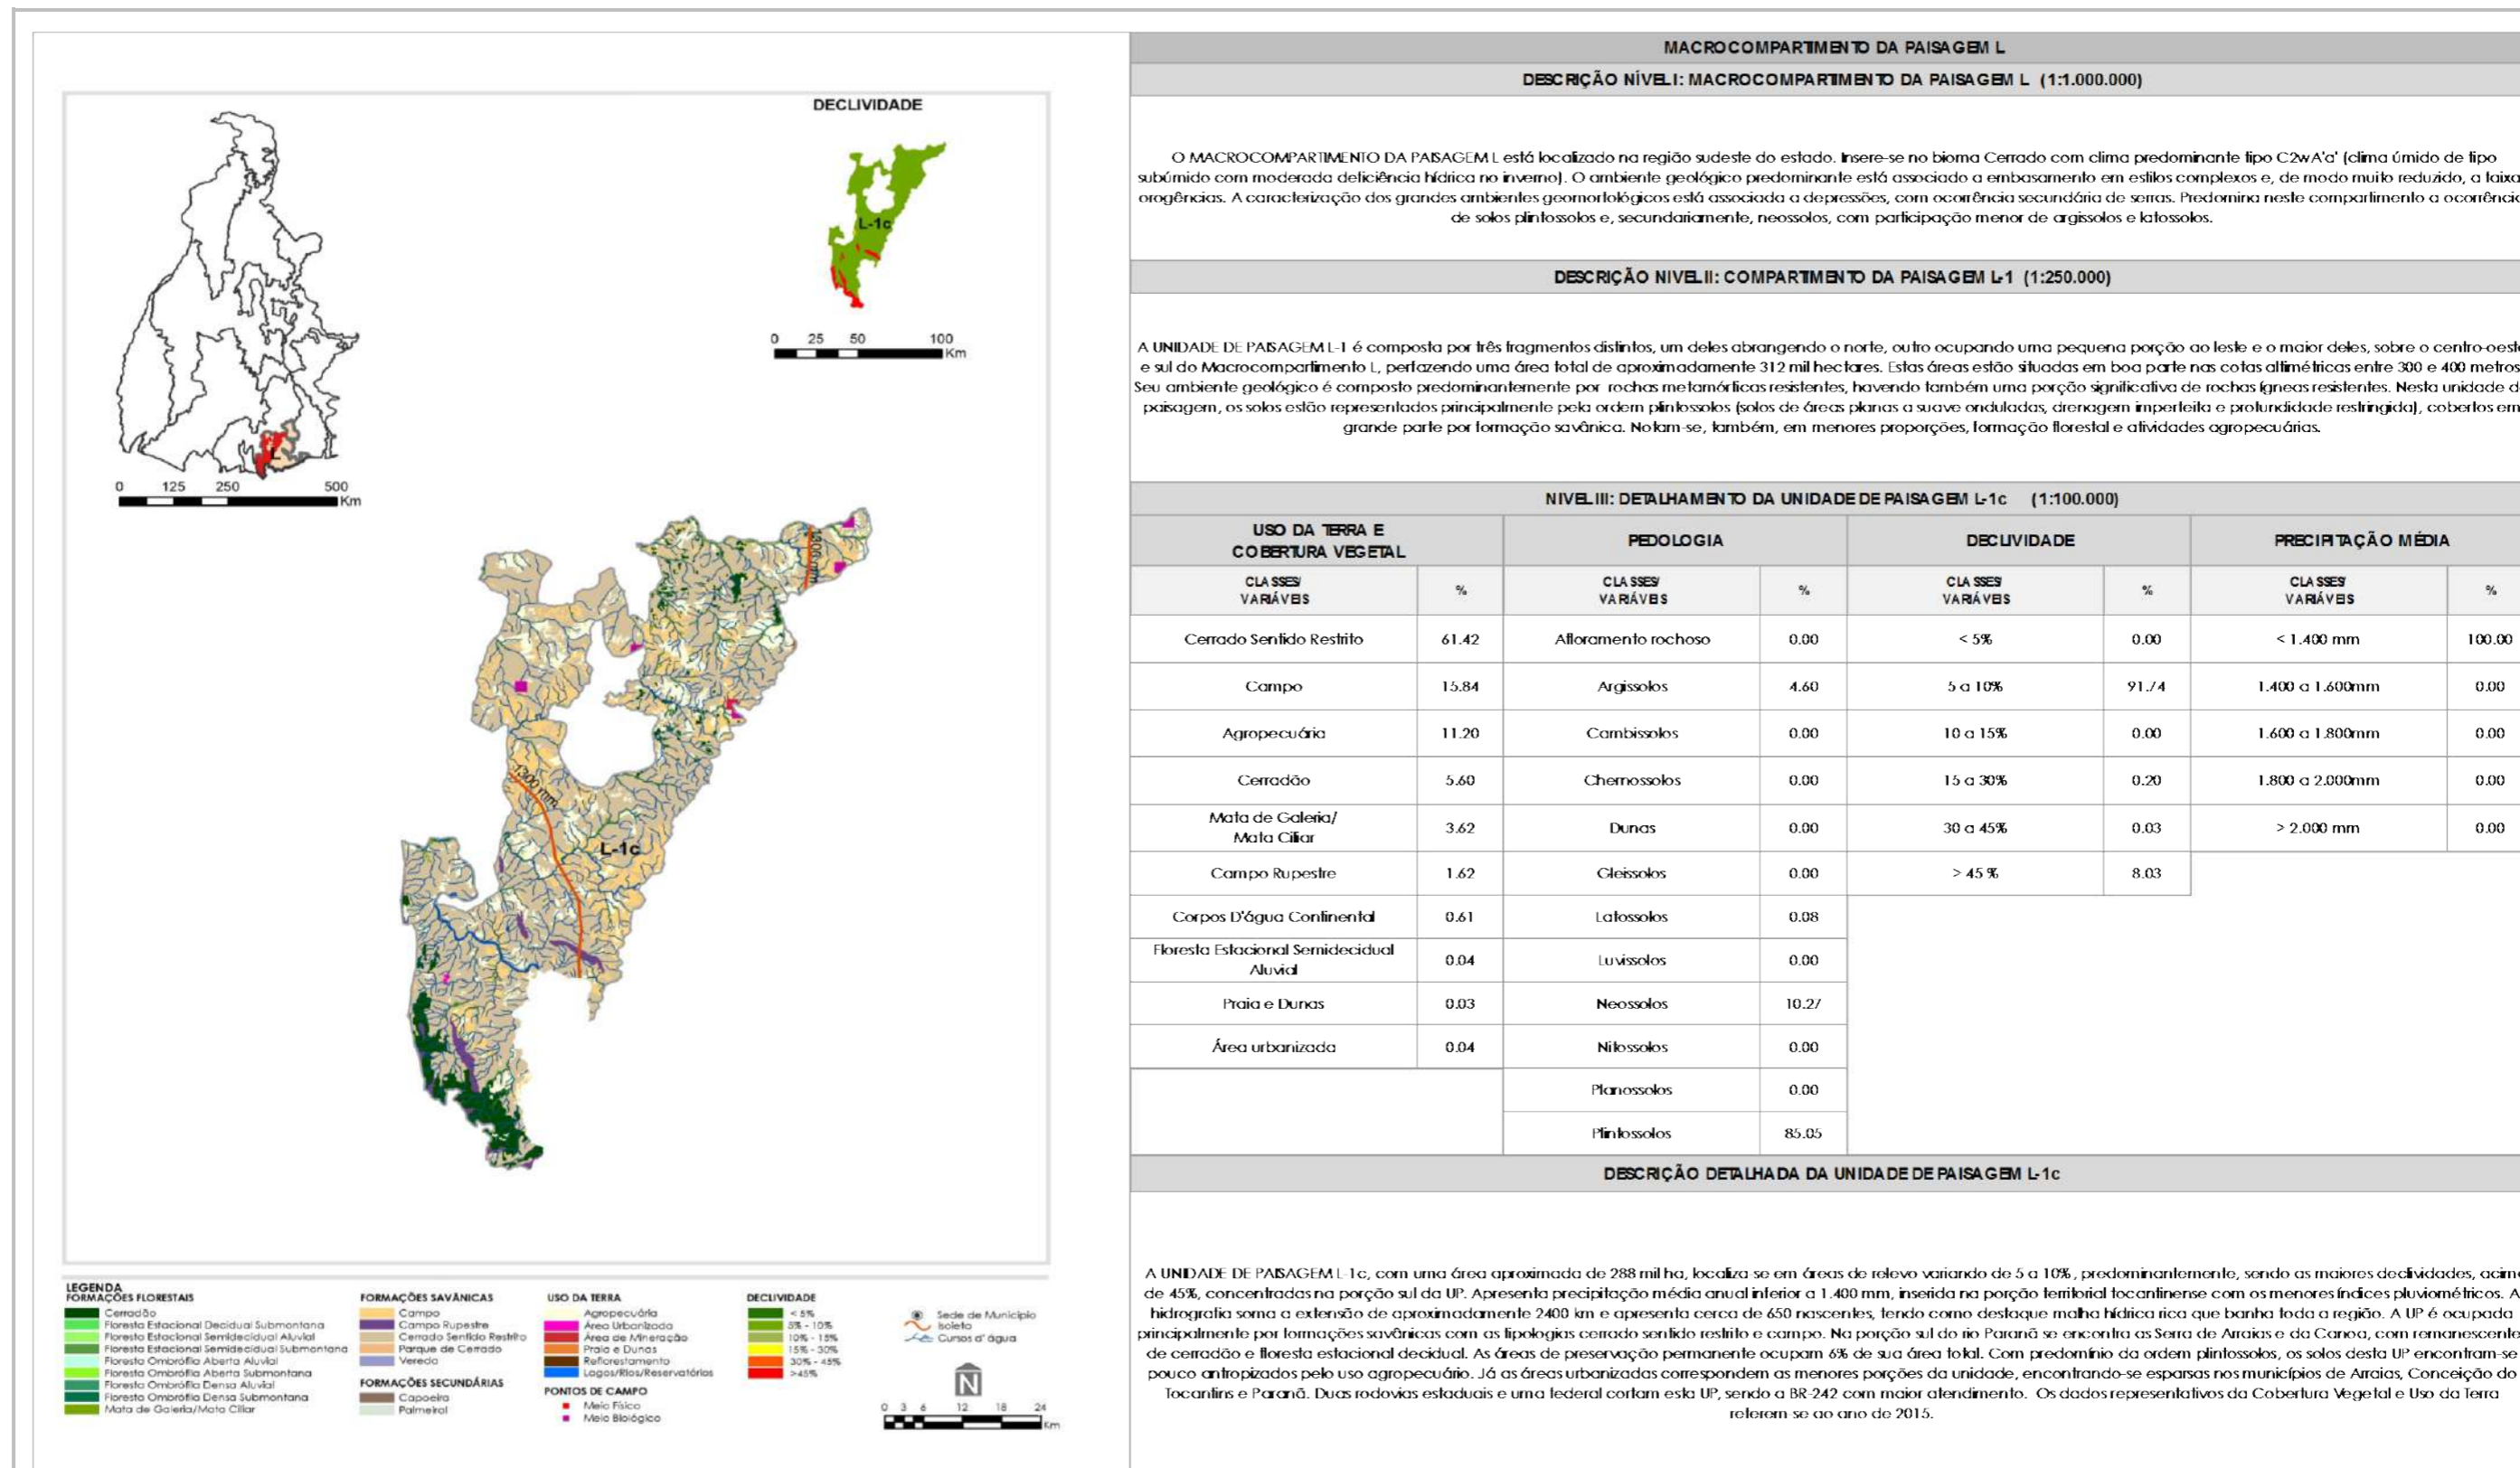 DECLIVIDADE
L-1c
0 25 50 100
Km
L
0 125 250 500
Km
1306 mm
1300 mm
L-1c
LEGENDA
FORMAÇÕES FLORESTAIS
Cerradão
Floresta Estacional Decidual Submontana
Floresta Estacional Semidecidual Aluvial
Floresta Estacional Semidecidual Submontana
Floresta Ombrófila Aberta Aluvial
Floresta Ombrófila Aberta Submontana
Floresta Ombrófila Densa Aluvial
Floresta Ombrófila Densa Submontana
Mata de Galeria/Mata Ciliar
FORMAÇÕES SAVÂNICAS
Campo
Campo Rupestre
Cerrado Sentido Restrito
Parque de Cerrado
Vereda
FORMAÇÕES SECUNDÁRIAS
Capoeira
Palmeiral
USO DA TERRA
Agropecuária
Área Urbanizada
Área de Mineração
Praia e Dunas
Reflorestamento
Lagos/Rios/Reservatórios
PONTOS DE CAMPO
Meio Físico
Meio Biológico
DECLIVIDADE
< 5%
5% - 10%
10% - 15%
15% - 30%
30% - 45%
>45%
Sede de Município
Isoieta
Cursos d' água
N
0 3 6 12 18 24
Km
MACROCOMPARTIMENTO DA PAISAGEM L
DESCRIÇÃO NÍVEL I: MACROCOMPARTIMENTO DA PAISAGEM L (1:1.000.000)
O MACROCOMPARTIMENTO DA PAISAGEM L está localizado na região sudeste do estado. Insere-se no bioma Cerrado com clima predominante tipo C2wA'a' (clima úmido de tipo
subúmido com moderada deficiência hídrica no inverno). O ambiente geológico predominante está associado a embasamento em estilos complexos e, de modo muito reduzido, a faixa
orogências. A caracterização dos grandes ambientes geomorfológicos está associada a depressões, com ocorrência secundária de serras. Predomina neste compartimento a ocorrência
de solos plintossolos e, secundariamente, neossolos, com participação menor de argissolos e latossolos.
DESCRIÇÃO NIVEL II: COMPARTIMENTO DA PAISAGEM L-1 (1:250.000)
A UNIDADE DE PAISAGEM L-1 é composta por três fragmentos distintos, um deles abrangendo o norte, outro ocupando uma pequena porção ao leste e o maior deles, sobre o centro-oeste
e sul do Macrocompartimento L, perfazendo uma área total de aproximadamente 312 mil hectares. Estas áreas estão situadas em boa parte nas cotas altimétricas entre 300 e 400 metros
Seu ambiente geológico é composto predominantemente por rochas metamórficas resistentes, havendo também uma porção significativa de rochas ígneas resistentes. Nesta unidade d
paisagem, os solos estão representados principalmente pela ordem plintossolos (solos de áreas planas a suave onduladas, drenagem imperfeita e profundidade restringida), cobertos em
grande parte por formação savânica. Notam-se, também, em menores proporções, formação florestal e atividades agropecuárias.
NIVEL III: DETALHAMENTO DA UNIDADE DE PAISAGEM L-1c (1:100.000)
USO DA TERRA E COBERTURA VEGETAL PEDOLOGIA DECLIVIDADE PRECIPITAÇÃO MÉDIA
CLASSES/ VARIÁVEIS % CLASSES/ VARIÁVEIS % CLASSES/ VARIÁVEIS % CLASSES/ VARIÁVEIS %
Cerrado Sentido Restrito 61.42 Afloramento rochoso 0.00 < 5% 0.00 < 1.400 mm 100.00
Campo 15.84 Argissolos 4.60 5 a 10% 91.74 1.400 a 1.600mm 0.00
Agropecuária 11.20 Cambissolos 0.00 10 a 15% 0.00 1.600 a 1.800mm 0.00
Cerradão 5.60 Chernossolos 0.00 15 a 30% 0.20 1.800 a 2.000mm 0.00
Mata de Galeria/ Mata Ciliar 3.62 Dunas 0.00 30 a 45% 0.03 > 2.000 mm 0.00
Campo Rupestre 1.62 Gleissolos 0.00 > 45 % 8.03
Corpos D'água Continental 0.61 Latossolos 0.08
Floresta Estacional Semidecidual Aluvial 0.04 Luvissolos 0.00
Praia e Dunas 0.03 Neossolos 10.27
Área urbanizada 0.04 Nitossolos 0.00
Planossolos 0.00
Plintossolos 85.05
DESCRIÇÃO DETALHADA DA UNIDADE DE PAISAGEM L-1c
A UNIDADE DE PAISAGEM L-1c, com uma área aproximada de 288 mil ha, localiza-se em áreas de relevo variando de 5 a 10%, predominantemente, sendo as maiores declividades, acima
de 45%, concentradas na porção sul da UP. Apresenta precipitação média anual inferior a 1.400 mm, inserida na porção territorial tocantinense com os menores índices pluviométricos. A
hidrografia soma a extensão de aproximadamente 2400 km e apresenta cerca de 650 nascentes, tendo como destaque malha hídrica rica que banha toda a região. A UP é ocupada
principalmente por formações savânicas com as tipologias cerrado sentido restrito e campo. Na porção sul do rio Paranã se encontra as Serra de Arraias e da Canoa, com remanescente
de cerradão e floresta estacional decidual. As áreas de preservação permanente ocupam 6% de sua área total. Com predomínio da ordem plintossolos, os solos desta UP encontram-se
pouco antropizados pelo uso agropecuário. Já as áreas urbanizadas correspondem as menores porções da unidade, encontrando-se esparsas nos municípios de Arraias, Conceição do
Tocantins e Paranã. Duas rodovias estaduais e uma federal cortam esta UP, sendo a BR-242 com maior atendimento. Os dados representativos da Cobertura Vegetal e Uso da Terra
referem-se ao ano de 2015.